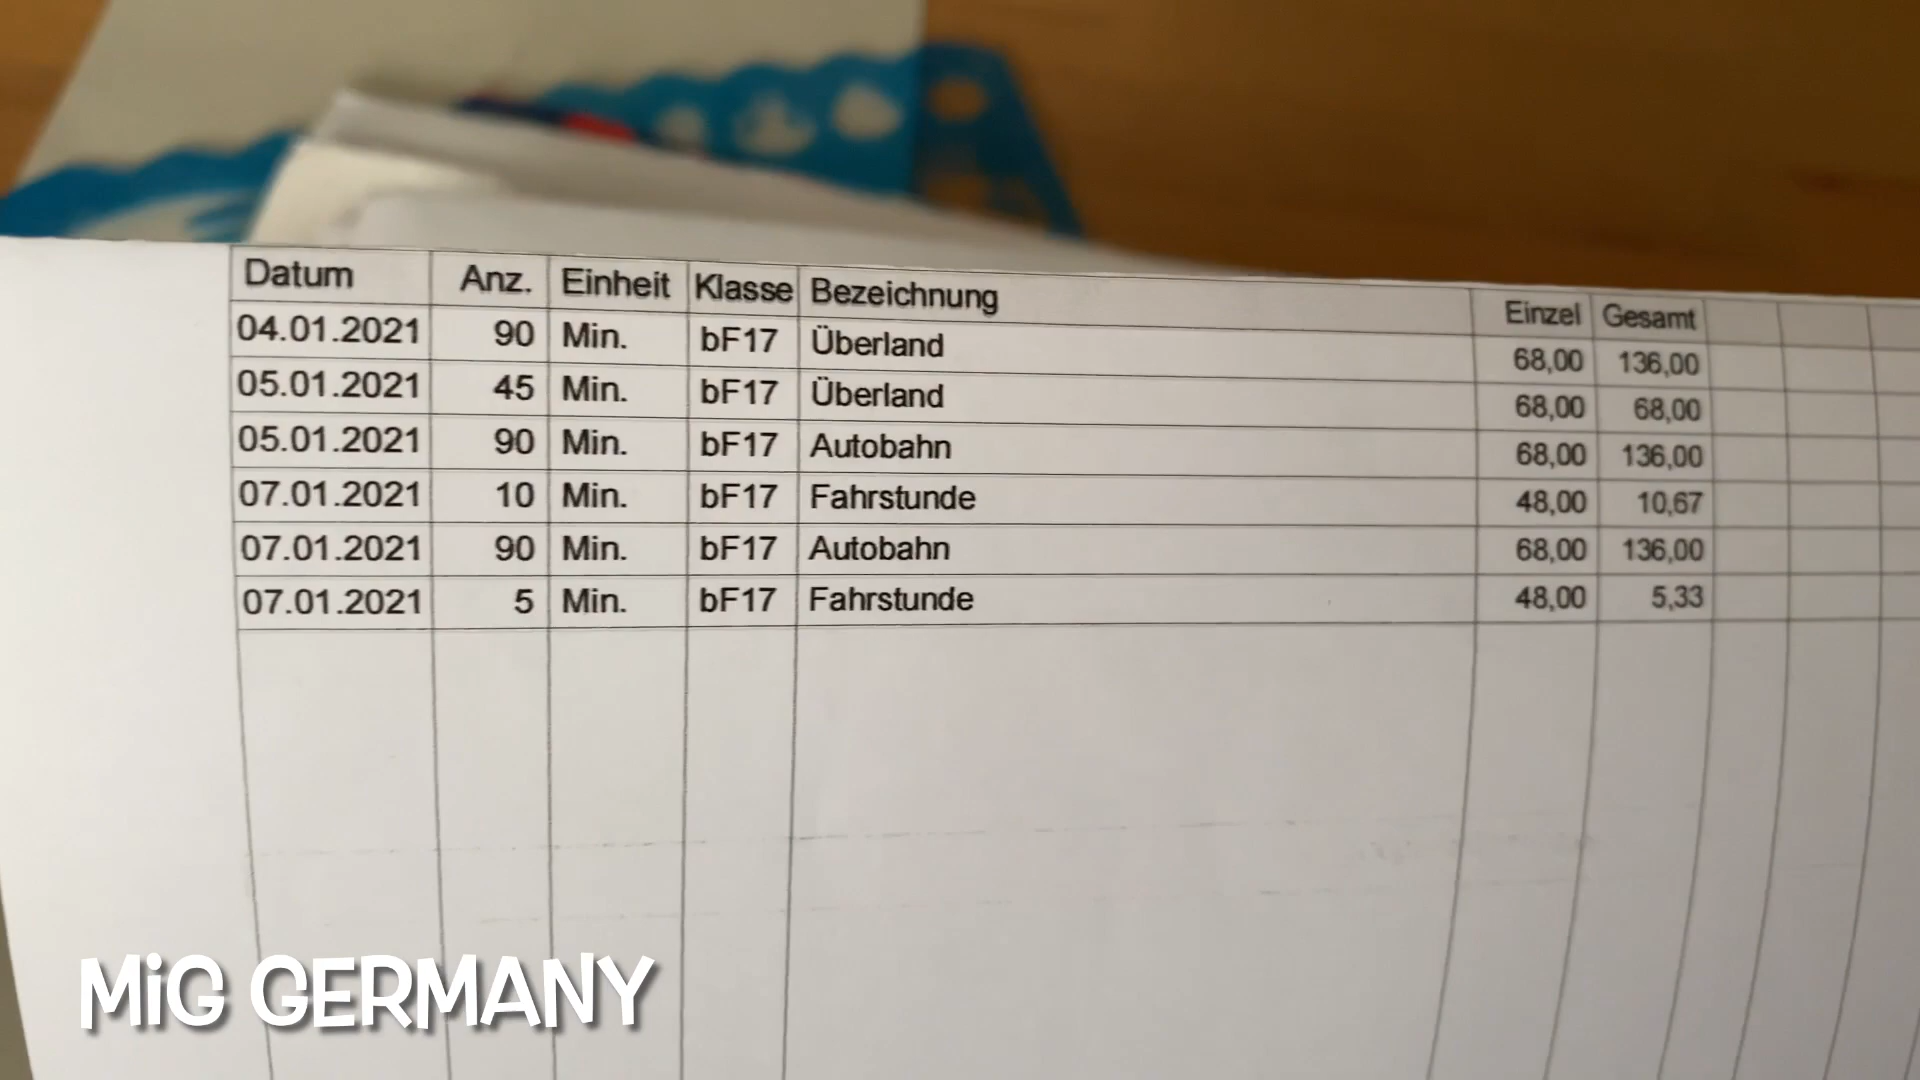 Datum Anz. Einheit Klasse Bezeichnung Einzel Gesamt
04.01.2021 90 Min. bF17 Überland 68,00 136,00
05.01.2021 45 Min. bF17 Überland 68,00 68,00
05.01.2021 90 Min. bF17 Autobahn 68,00 136,00
07.01.2021 10 Min. bF17 Fahrstunde 48,00 10,67
07.01.2021 90 Min. bF17 Autobahn 68,00 136,00
07.01.2021 5 Min. bF17 Fahrstunde 48,00 5,33
MiG GERMANY